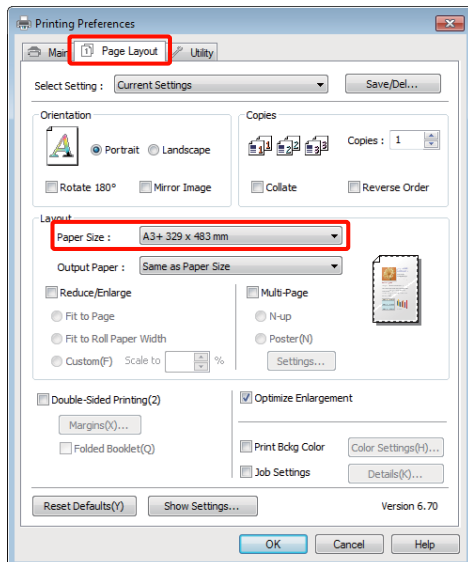 Printing Preferences
Main Page Layout Utility
Select Setting : Current Settings Save/Del...
Orientation Copies
Portrait Landscape Copies : 1
Rotate 180° Mirror Image Collate Reverse Order
Layout
Paper Size : A3+ 329 x 483 mm
Output Paper : Same as Paper Size
Reduce/Enlarge Multi-Page
Fit to Page N-up
Fit to Roll Paper Width Poster(N)
Custom(F) Scale to % Settings...
Double-Sided Printing(2) Optimize Enlargement
Margins(X)...
Folded Booklet(Q) Print Bckg Color Color Settings(H)...
Job Settings Details(K)...
Reset Defaults(Y) Show Settings... Version 6.70
OK Cancel Help